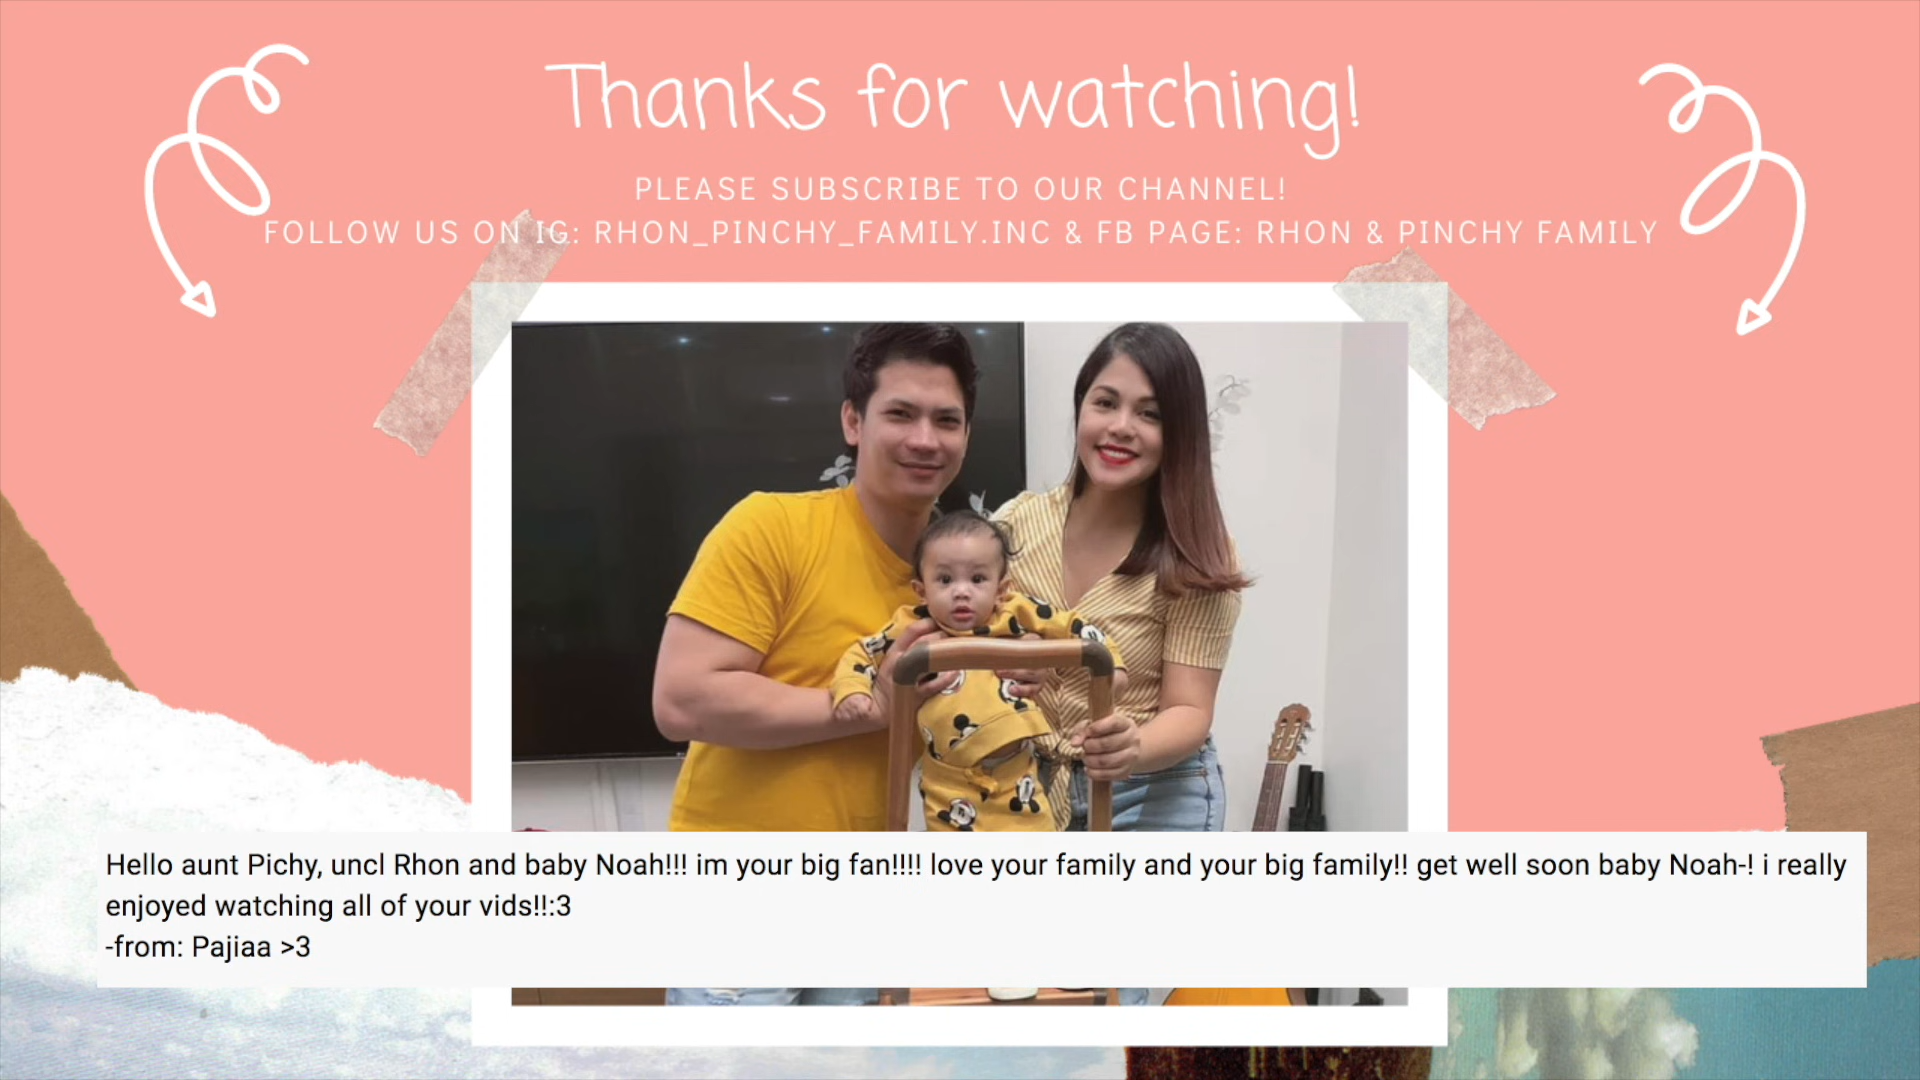 Thanks for watching!
PLEASE SUBSCRIBE TO OUR CHANNEL!
FOLLOW US ON IG: RHON_PINCHY_FAMILY.INC & FB PAGE: RHON & PINCHY FAMILY
Hello aunt Pichy, uncl Rhon and baby Noah!!! im your big fan!!!! love your family and your big family!! get well soon baby Noah-! i really
enjoyed watching all of your vids!!:3
-from: Pajiaa >3